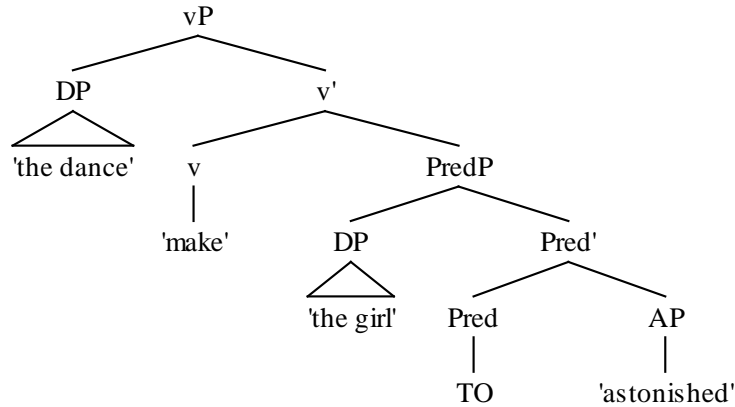 vP
DP v'
'the dance' v PredP
'make' DP Pred'
'the girl' Pred AP
TO 'astonished'